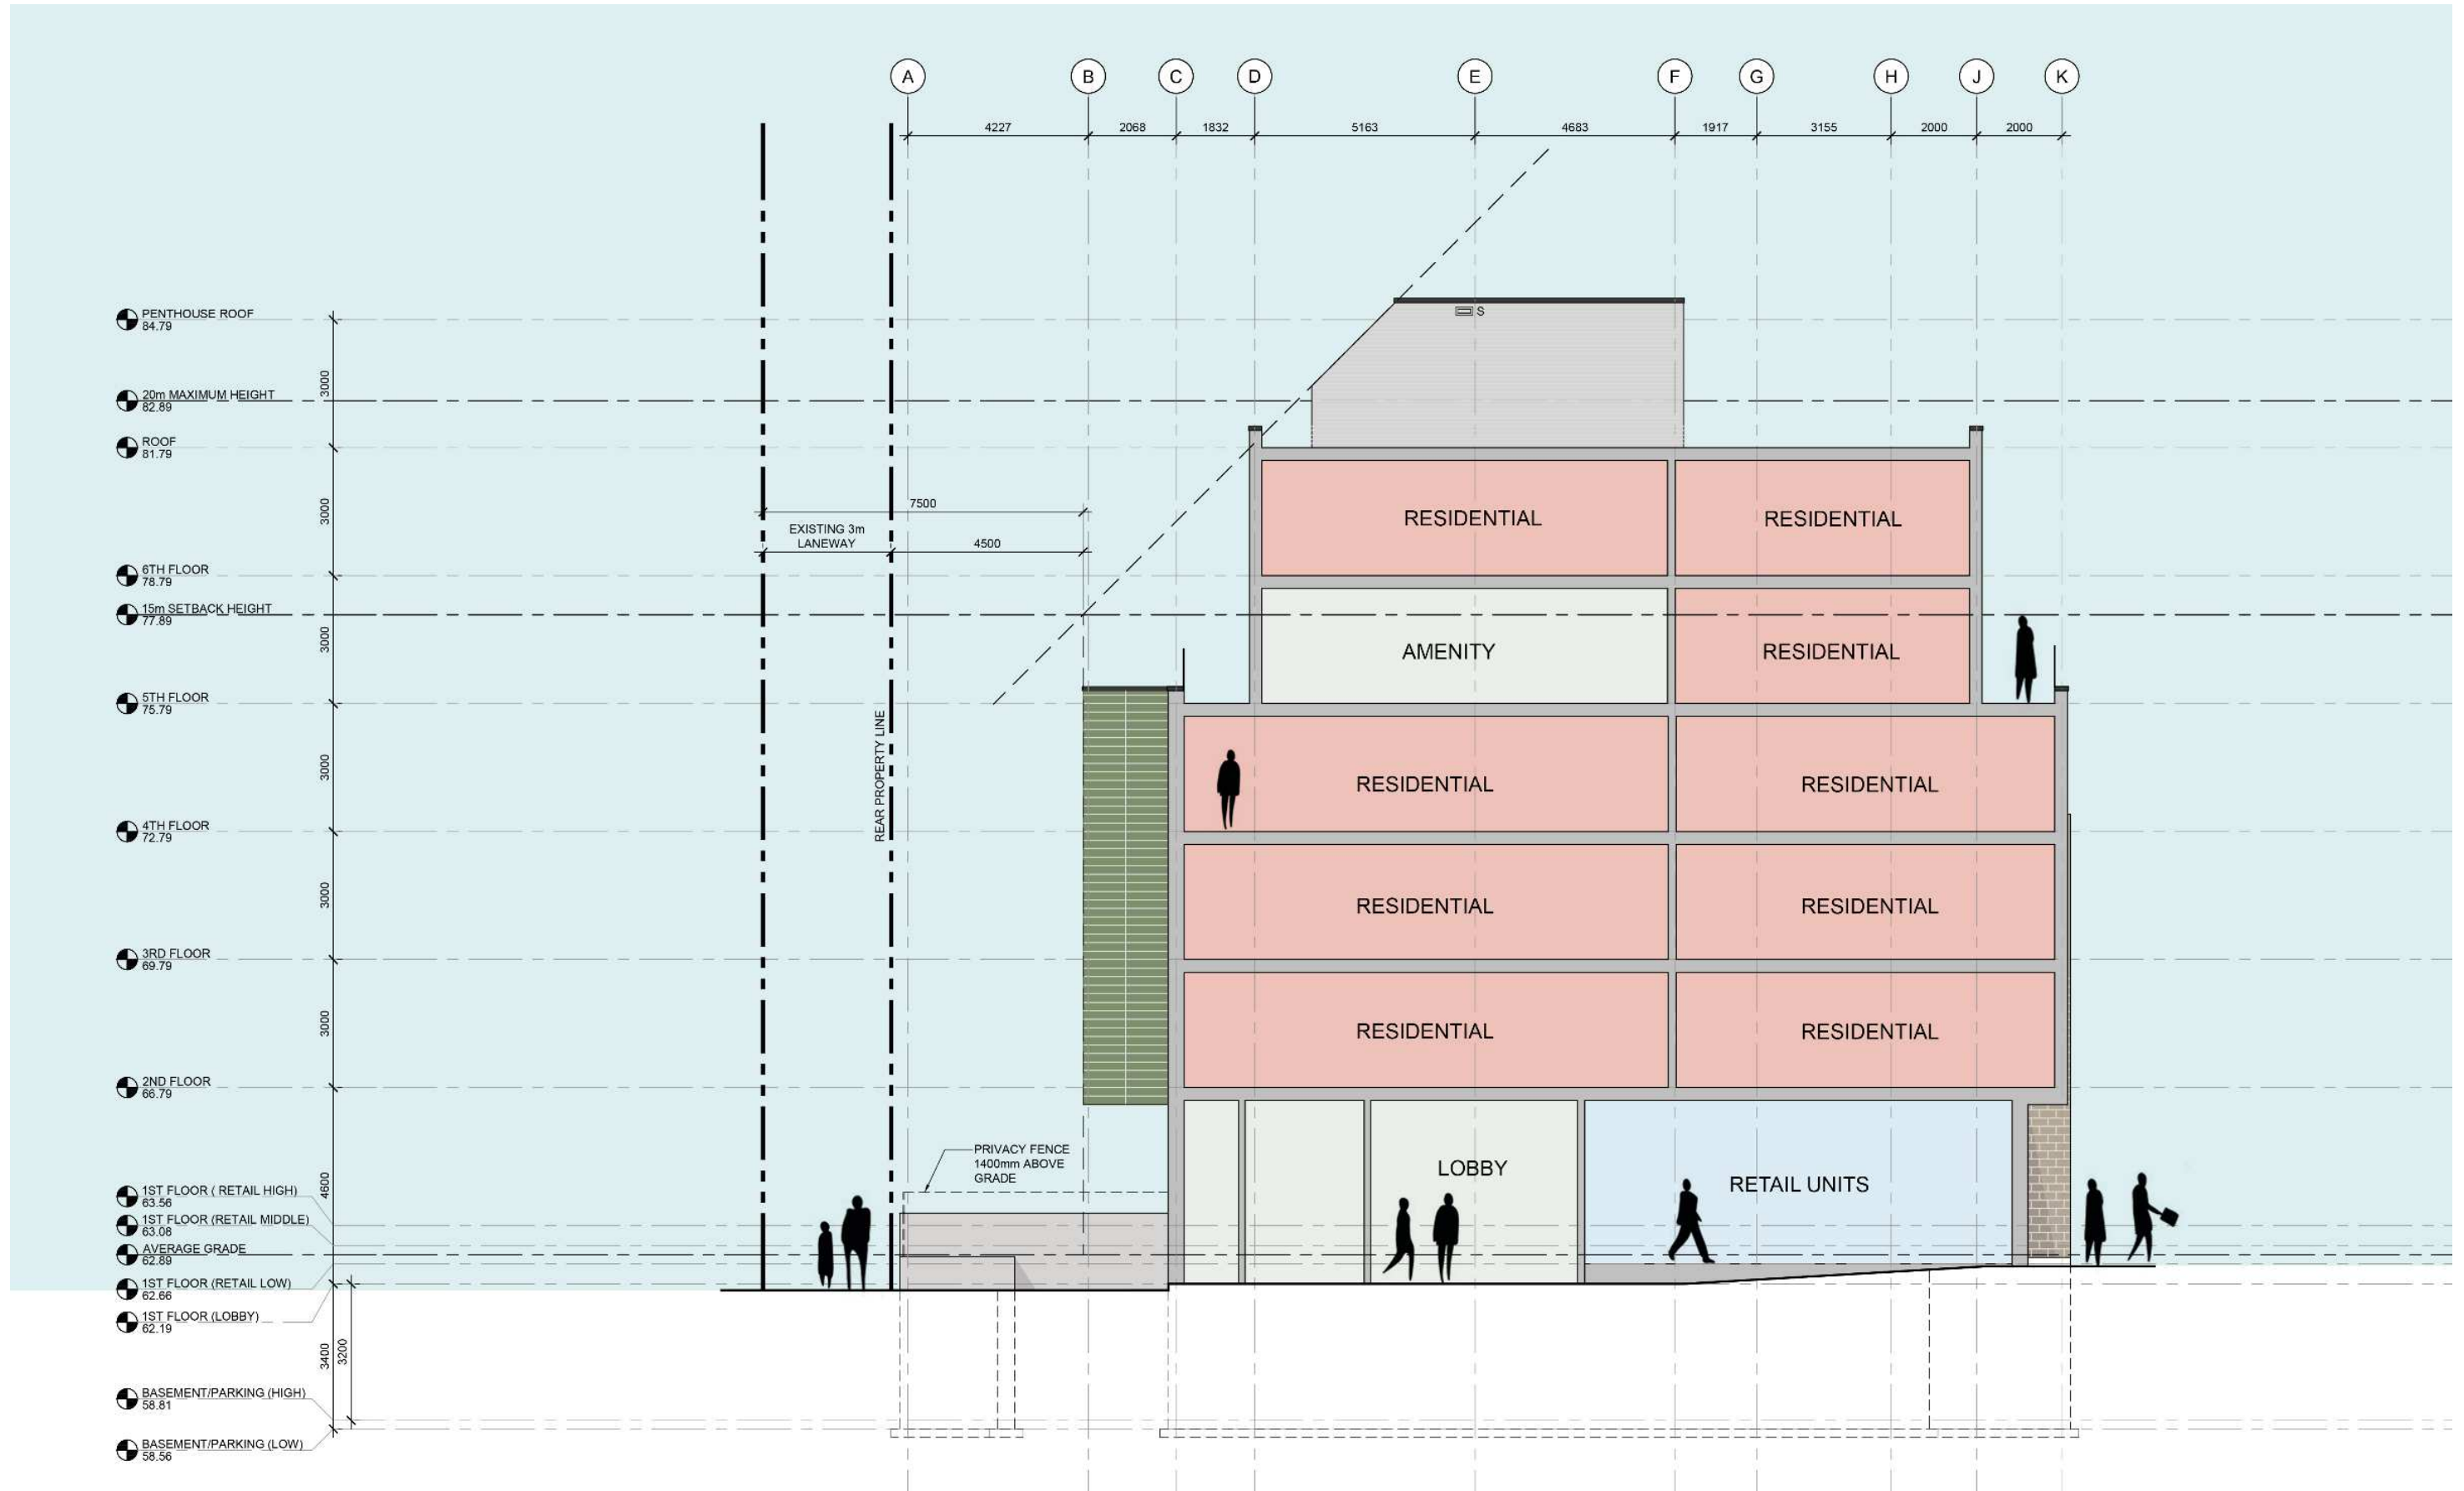 A B C D E F G H J K
4227 2068 1832 5163 4683 1917 3155 2000 2000
PENTHOUSE ROOF
84.79
S
3000
20m MAXIMUM HEIGHT
82.89
ROOF
81.79
7500
3000
RESIDENTIAL RESIDENTIAL
EXISTING 3m
LANEWAY
4500
6TH FLOOR
78.79
15m SETBACK HEIGHT
77.89
3000
AMENITY RESIDENTIAL
5TH FLOOR
75.79
REAR PROPERTY LINE
3000
RESIDENTIAL RESIDENTIAL
4TH FLOOR
72.79
3000
RESIDENTIAL RESIDENTIAL
3RD FLOOR
69.79
3000
RESIDENTIAL RESIDENTIAL
2ND FLOOR
66.79
PRIVACY FENCE
1400mm ABOVE
GRADE
4600
LOBBY
RETAIL UNITS
1ST FLOOR ( RETAIL HIGH)
63.56
1ST FLOOR (RETAIL MIDDLE)
63.08
AVERAGE GRADE
62.89
1ST FLOOR (RETAIL LOW)
62.66
1ST FLOOR (LOBBY)
62.19
3400
3200
BASEMENT/PARKING (HIGH)
58.81
BASEMENT/PARKING (LOW)
58.56